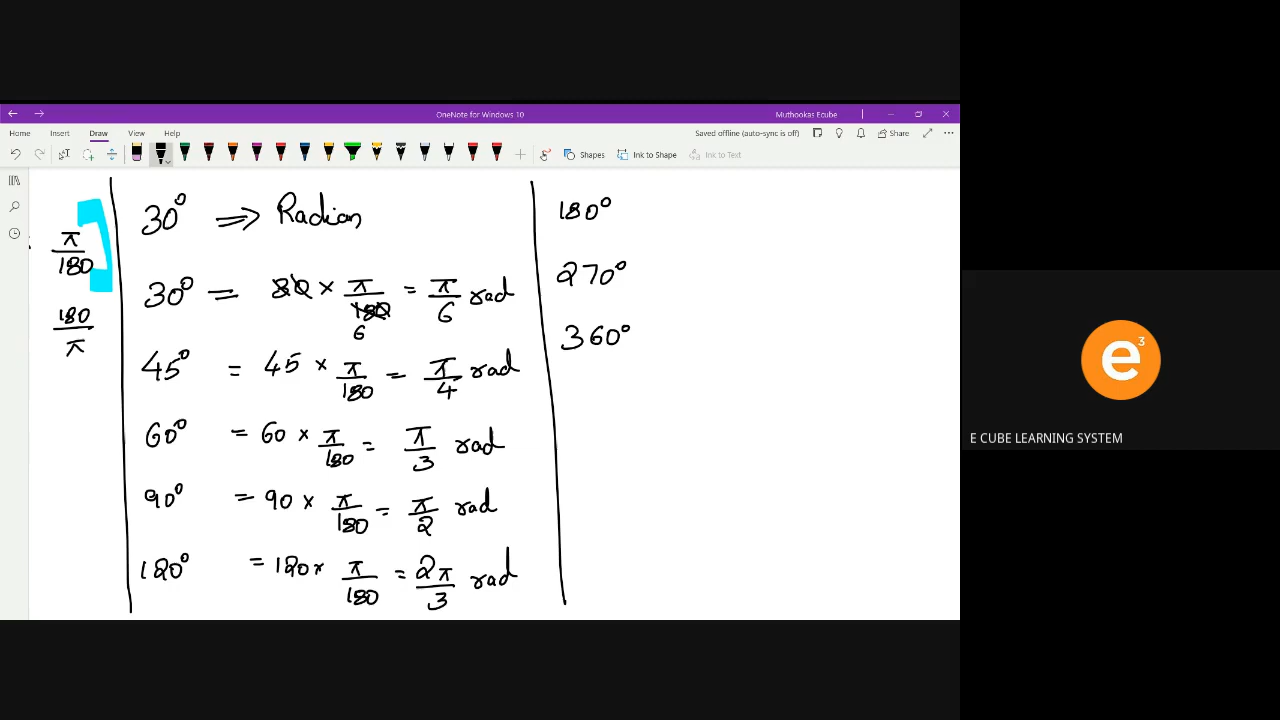 OneNote for Windows 10
Muthookas Ecube
Home Insert Draw View Help
Saved offline (auto-sync is off)
Share
Shapes
Ink to Shape
Ink to Text
π/180
180/π
30° ⇒ Radian
30° = 30 × π/180 6 = π/6 rad
45° = 45 × π/180 = π/4 rad
60° = 60 × π/180 = π/3 rad
90° = 90 × π/180 = π/2 rad
120° = 120 × π/180 = 2π/3 rad
180°
270°
360°
e3
E CUBE LEARNING SYSTEM